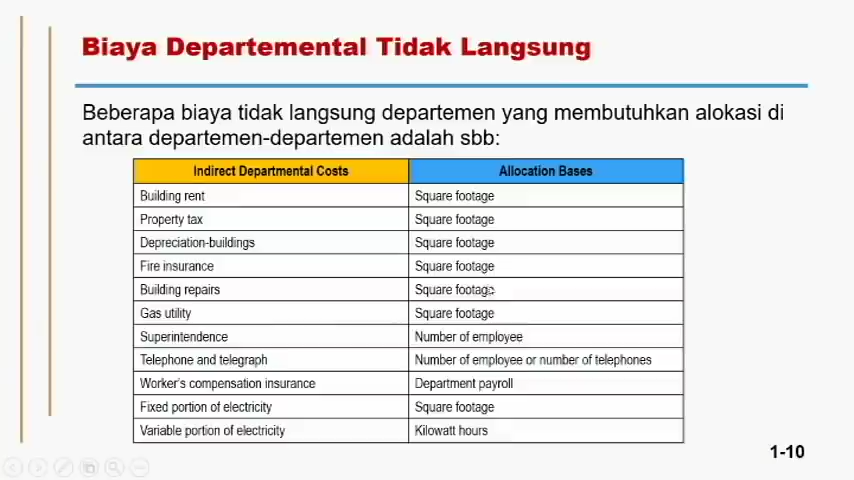 Biaya Departemental Tidak Langsung
Beberapa biaya tidak langsung departemen yang membutuhkan alokasi di
antara departemen-departemen adalah sbb:
Indirect Departmental Costs Allocation Bases
Building rent Square footage
Property tax Square footage
Depreciation-buildings Square footage
Fire insurance Square footage
Building repairs Square footage
Gas utility Square footage
Superintendence Number of employee
Telephone and telegraph Number of employee or number of telephones
Worker's compensation insurance Department payroll
Fixed portion of electricity Square footage
Variable portion of electricity Kilowatt hours
1-10